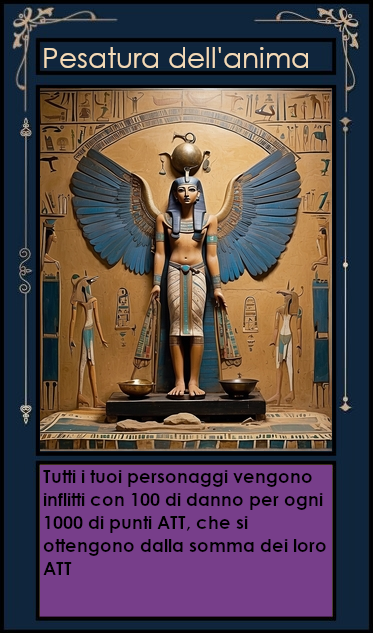 Pesatura dell'anima
Tutti i tuoi personaggi vengono
inflitti con 100 di danno per ogni
1000 di punti ATT, che si
ottengono dalla somma dei loro
ATT